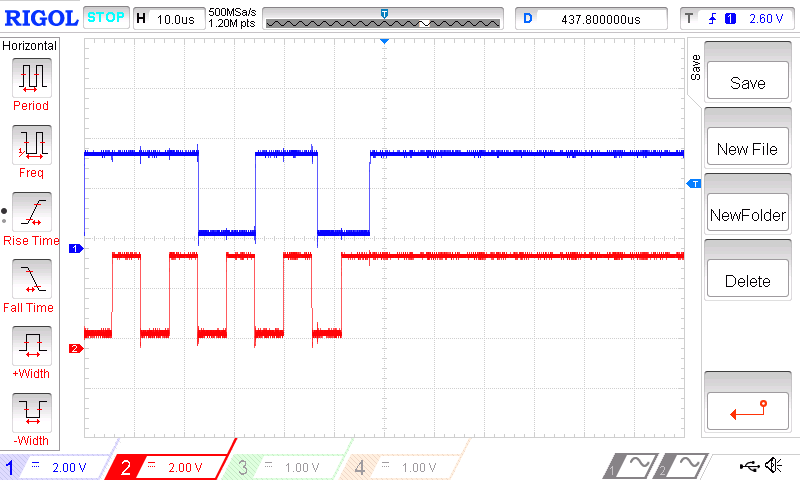 RIGOL STOP H 10.0us 500MSa/s 1.20M pts T D 437.800000us T 1 2.60 V
Horizontal
Period
Freq
Rise Time
Fall Time
+Width
-Width
T
1
2
Save
Save
New File
NewFolder
Delete
1 2.00 V 2 2.00 V 3 1.00 V 4 1.00 V 1 2